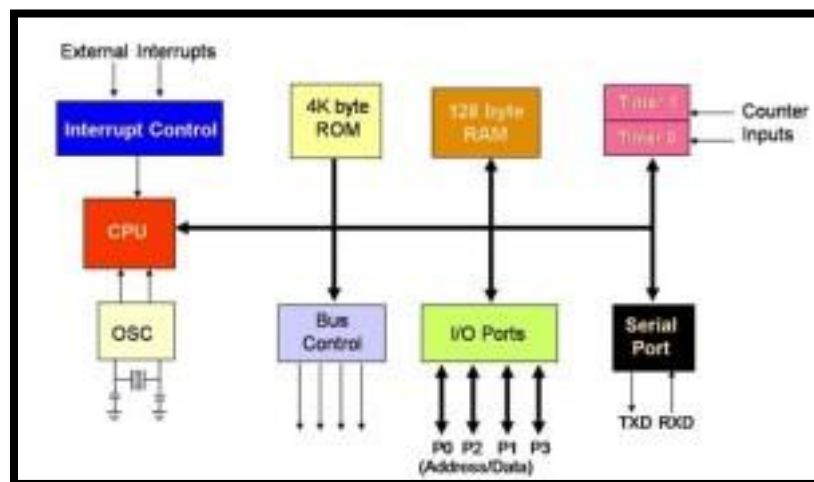 External Interrupts
Interrupt Control
4K byte
ROM
128 byte
RAM
Timer 1
Timer 0
Counter
Inputs
CPU
OSC
Bus
Control
I/O Ports
Serial
Port
TXD RXD
P0 P2 P1 P3
(Address/Data)